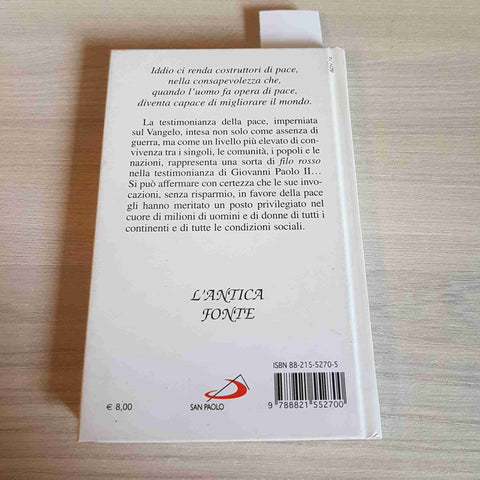 Iddio ci renda costruttori di pace,
nella consapevolezza che,
quando l'uomo fa opera di pace,
diventa capace di migliorare il mondo.
La testimonianza della pace, imperniata
sul Vangelo, intesa non solo come assenza di
guerra, ma come un livello più elevato di con-
vivenza tra i singoli, le comunità, i popoli e le
nazioni, rappresenta una sorta di filo rosso
nella testimonianza di Giovanni Paolo II...
Si può affermare con certezza che le sue invo-
cazioni, senza risparmio, in favore della pace
gli hanno meritato un posto privilegiato nel
cuore di milioni di uomini e di donne di tutti i
continenti e di tutte le condizioni sociali.
L'ANTICA
FONTE
ISBN 88-215-5270-5
€ 8,00
SAN PAOLO
9 788821 552700